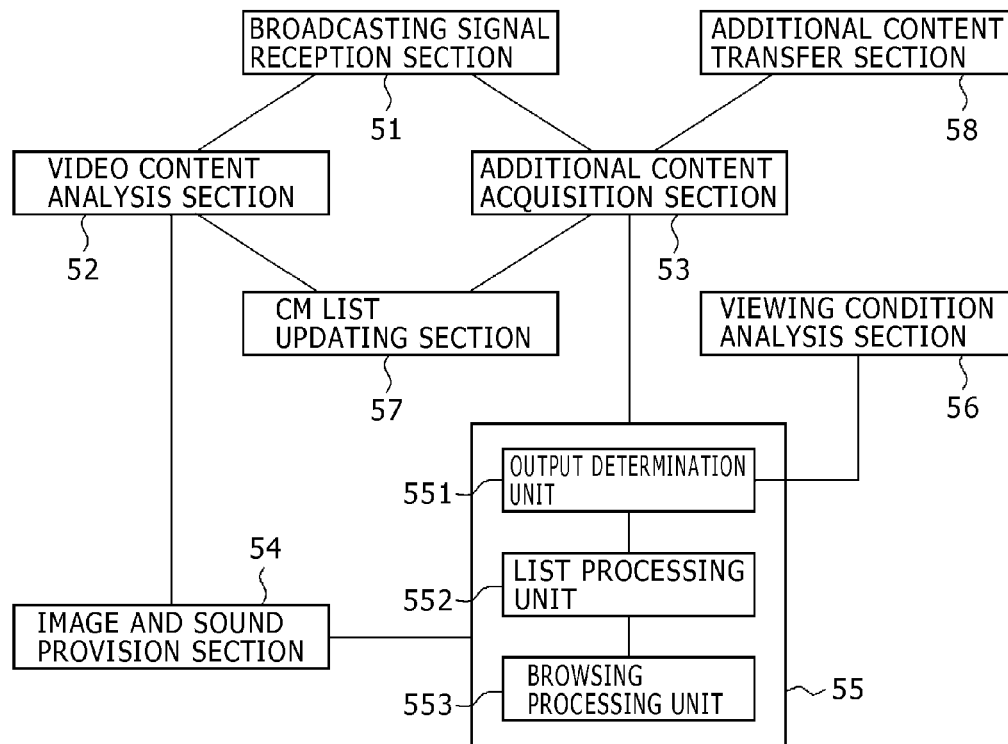 BROADCASTING SIGNAL
RECEPTION SECTION
51
ADDITIONAL CONTENT
TRANSFER SECTION
58
VIDEO CONTENT
ANALYSIS SECTION
52
ADDITIONAL CONTENT
ACQUISITION SECTION
53
CM LIST
UPDATING SECTION
57
VIEWING CONDITION
ANALYSIS SECTION
56
551
OUTPUT DETERMINATION
UNIT
552
LIST PROCESSING
UNIT
553
BROWSING
PROCESSING UNIT
55
54
IMAGE AND SOUND
PROVISION SECTION